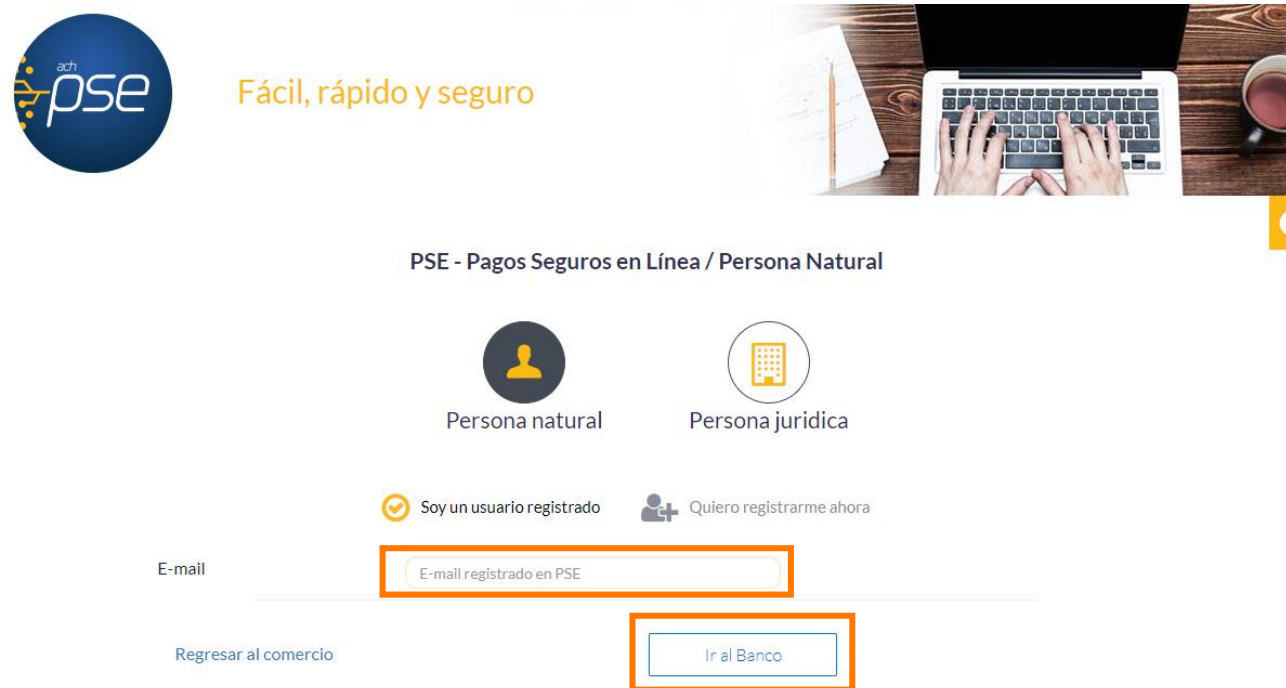 ach
pse
Fácil, rápido y seguro
PSE - Pagos Seguros en Línea / Persona Natural
Persona natural
Persona juridica
Soy un usuario registrado
Quiero registrarme ahora
E-mail
E-mail registrado en PSE
Regresar al comercio
Ir al Banco